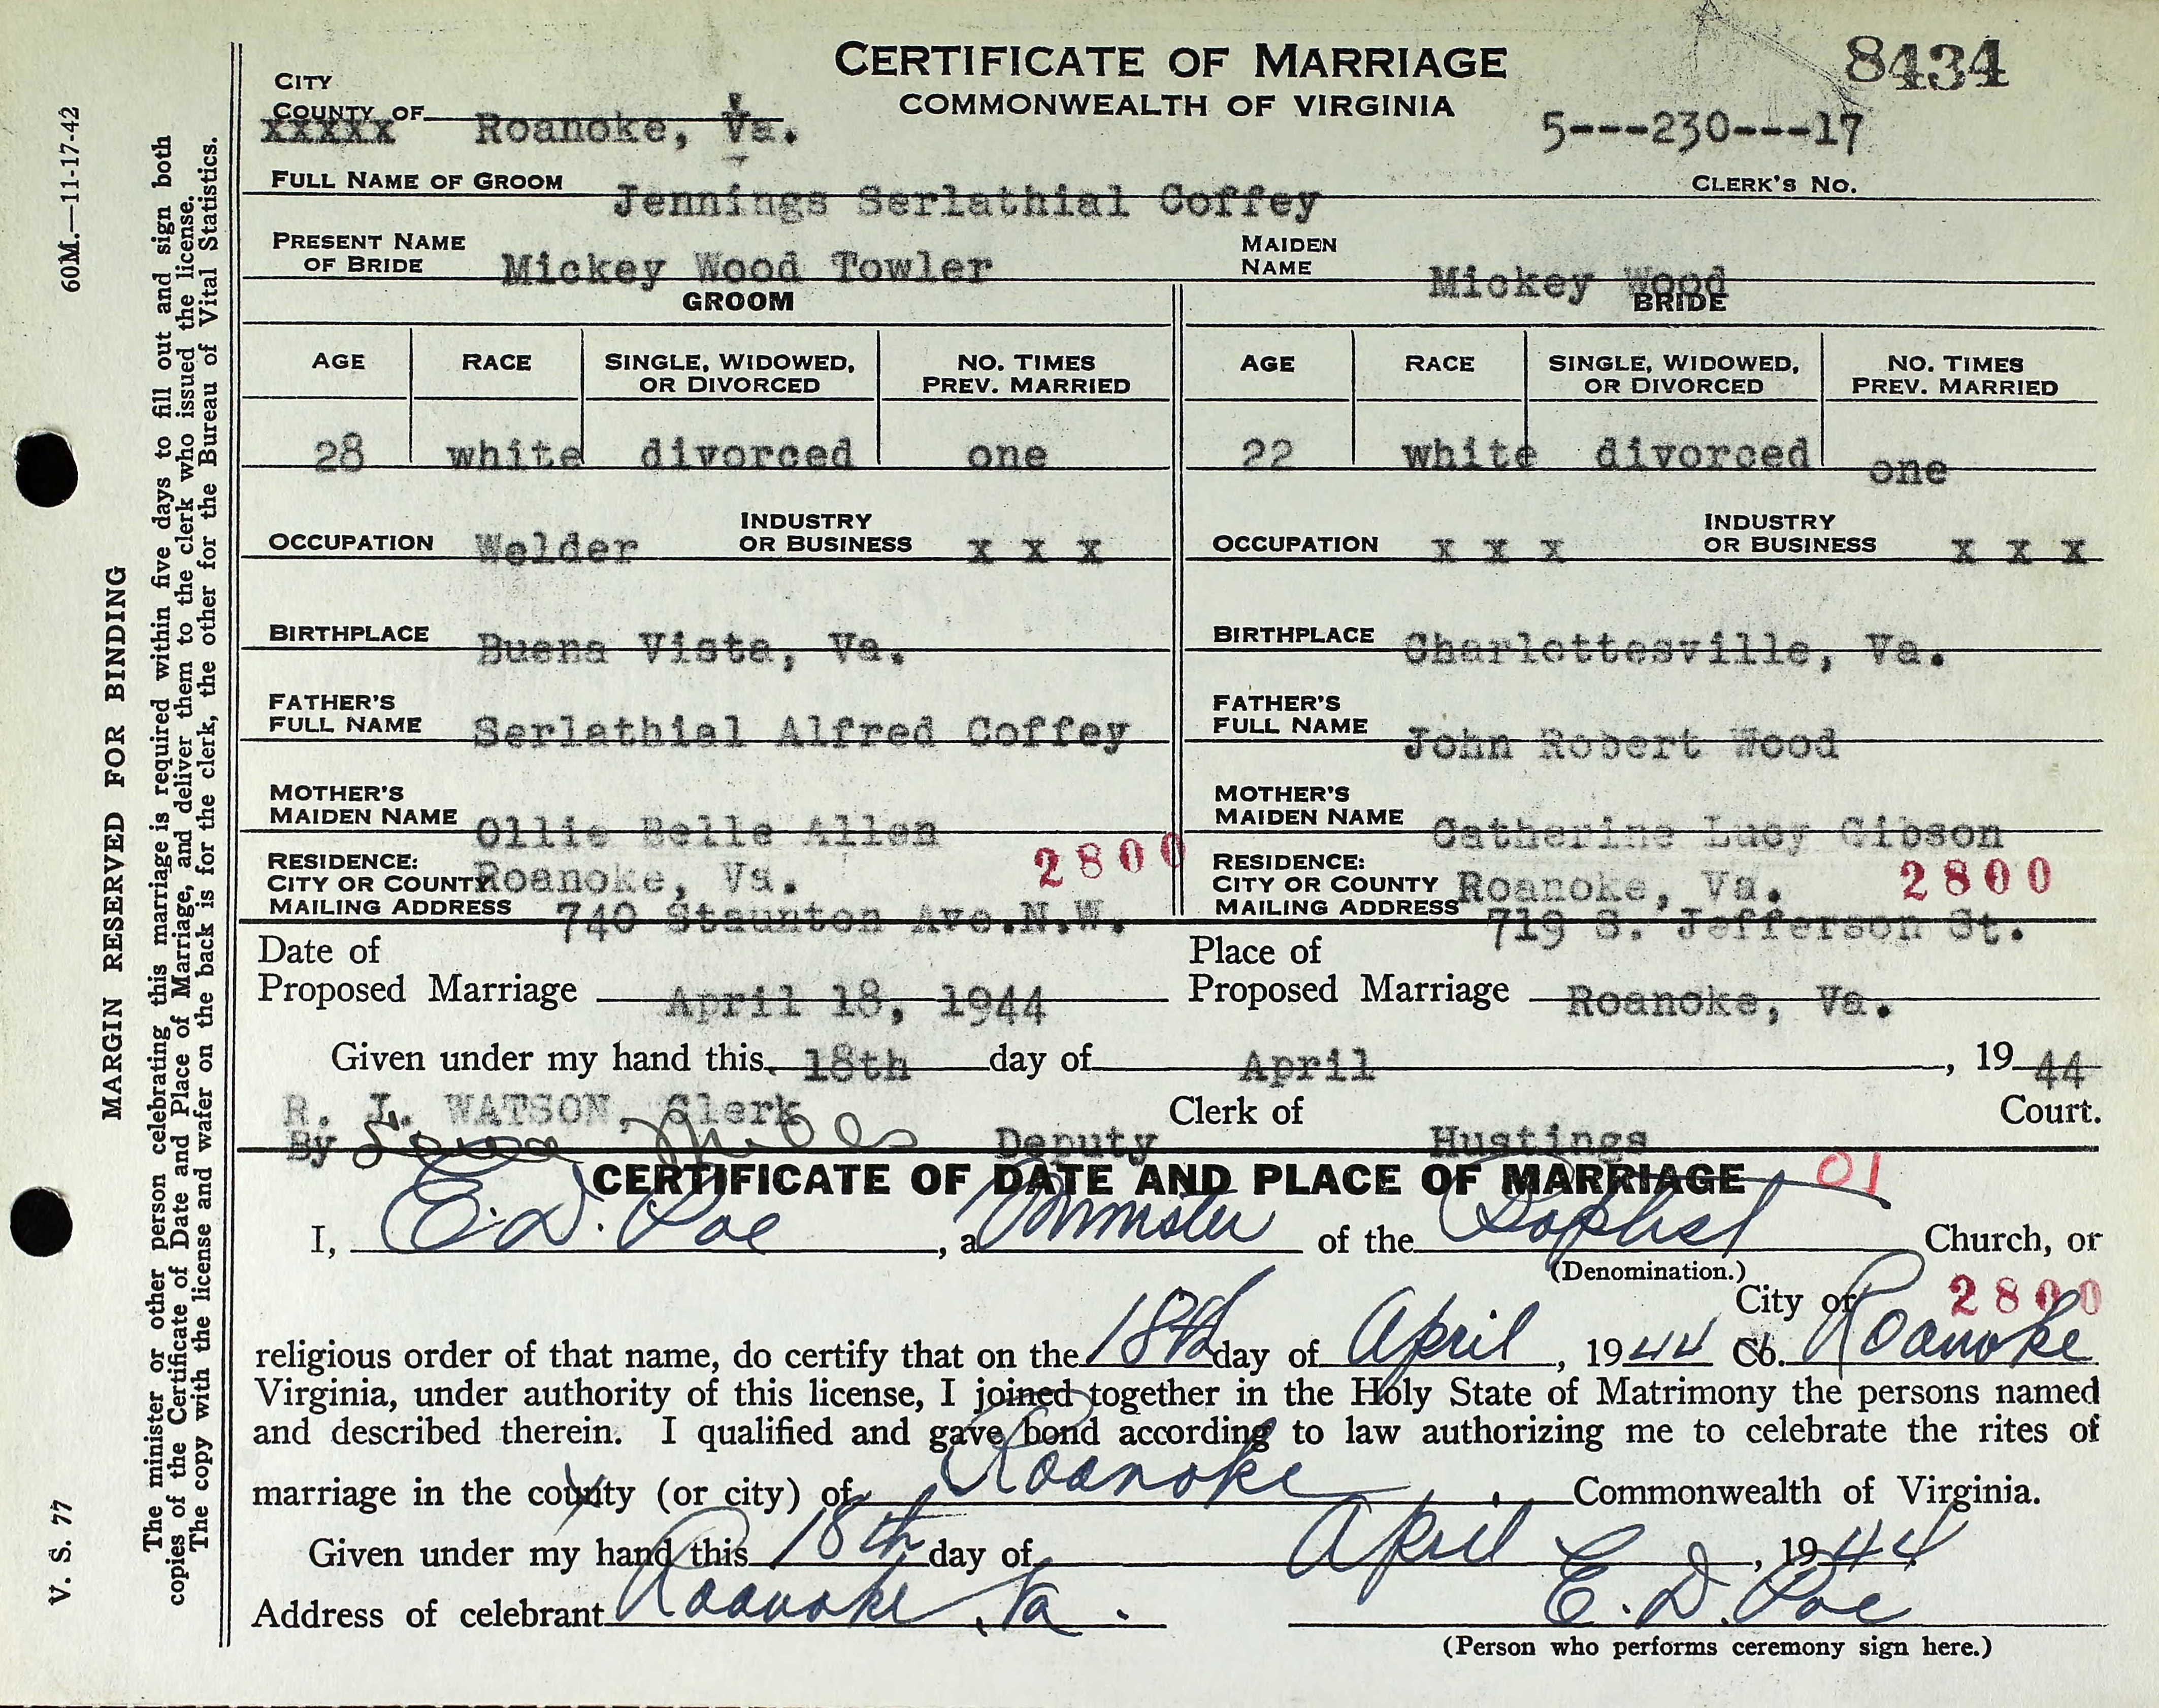 CERTIFICATE OF MARRIAGE
COMMONWEALTH OF VIRGINIA
8434
CITY
COUNTY OF Roanoke, Va.
xxxxx
5---230---17
FULL NAME OF GROOM Jennings Serlathial Coffey CLERK'S NO.
PRESENT NAME OF BRIDE Mickey Wood Towler MAIDEN NAME Mickey Wood
GROOM BRIDE
AGE RACE SINGLE, WIDOWED, OR DIVORCED NO. TIMES PREV. MARRIED AGE RACE SINGLE, WIDOWED, OR DIVORCED NO. TIMES PREV. MARRIED
28 white divorced one 22 white divorced one
OCCUPATION Welder INDUSTRY OR BUSINESS x x x OCCUPATION x x x INDUSTRY OR BUSINESS x x x
BIRTHPLACE Buena Vista, Va. BIRTHPLACE Charlottesville, Va.
FATHER'S FULL NAME Serlathial Alfred Coffey FATHER'S FULL NAME John Robert Wood
MOTHER'S MAIDEN NAME Ollie Belle Allen MOTHER'S MAIDEN NAME Catherine Lucy Gibson
RESIDENCE: CITY OR COUNTY Roanoke, Va. 2800 RESIDENCE: CITY OR COUNTY Roanoke, Va. 2800
MAILING ADDRESS 740 Staunton Ave.N.W. MAILING ADDRESS 719 S. Jefferson St.
Date of Proposed Marriage April 18, 1944 Place of Proposed Marriage Roanoke, Va.
Given under my hand this 18th day of April, 1944
R. J. WATSON, Clerk Clerk of Hustings Court.
By Deputy
CERTIFICATE OF DATE AND PLACE OF MARRIAGE 01
I, E. D. Poe, a Minister of the Baptist Church, or
(Denomination.)
City or 2800
religious order of that name, do certify that on the 18th day of April, 1944 Co. Roanoke
Virginia, under authority of this license, I joined together in the Holy State of Matrimony the persons named
and described therein. I qualified and gave bond according to law authorizing me to celebrate the rites of
marriage in the county (or city) of Roanoke, Commonwealth of Virginia.
Given under my hand this 18th day of April, 1944
Address of celebrant Roanoke, Va. E. D. Poe
(Person who performs ceremony sign here.)
60M.—11-17-42
MARGIN RESERVED FOR BINDING
V. S. 77
The minister or other person celebrating this marriage is required within five days to fill out and sign both
copies of the Certificate of Date and Place of Marriage, and deliver them to the clerk who issued the license.
The copy with the license and wafer on the back is for the clerk, the other for the Bureau of Vital Statistics.